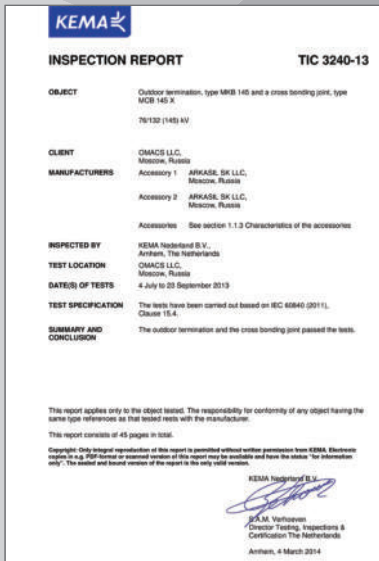 KEMA
INSPECTION REPORT TIC 3240-13
OBJECT Outdoor termination, type MKB 145 and a cross bonding joint, type
MCB 145 X
76/132 (145) kV
CLIENT OMACS LLC,
Moscow, Russia
MANUFACTURERS Accessory 1 ARKASIL SK LLC,
Moscow, Russia
Accessory 2 ARKASIL SK LLC,
Moscow, Russia
Accessories See section 1.1.3 Characteristics of the accessories
INSPECTED BY KEMA Nederland B.V.,
Arnhem, The Netherlands
TEST LOCATION OMACS LLC,
Moscow, Russia
DATE(S) OF TESTS 4 July to 23 September 2013
TEST SPECIFICATION The tests have been carried out based on IEC 60840 (2011),
Clause 15.4.
SUMMARY AND The outdoor termination and the cross bonding joint passed the tests.
CONCLUSION
This report applies only to the object tested. The responsibility for conformity of any object having the
same type references as that tested rests with the manufacturer.
This report consists of 45 pages in total.
Copyright: Only integral reproduction of this report is permitted without written permission from KEMA. Electronic
copies in e.g. PDF-format or scanned version of this report may be available and have the status "for information
only". The sealed and bound version of the report is the only valid version.
KEMA Nederland B.V.
B.A.M. Verhoeven
Director Testing, Inspections &
Certification The Netherlands
Arnhem, 4 March 2014